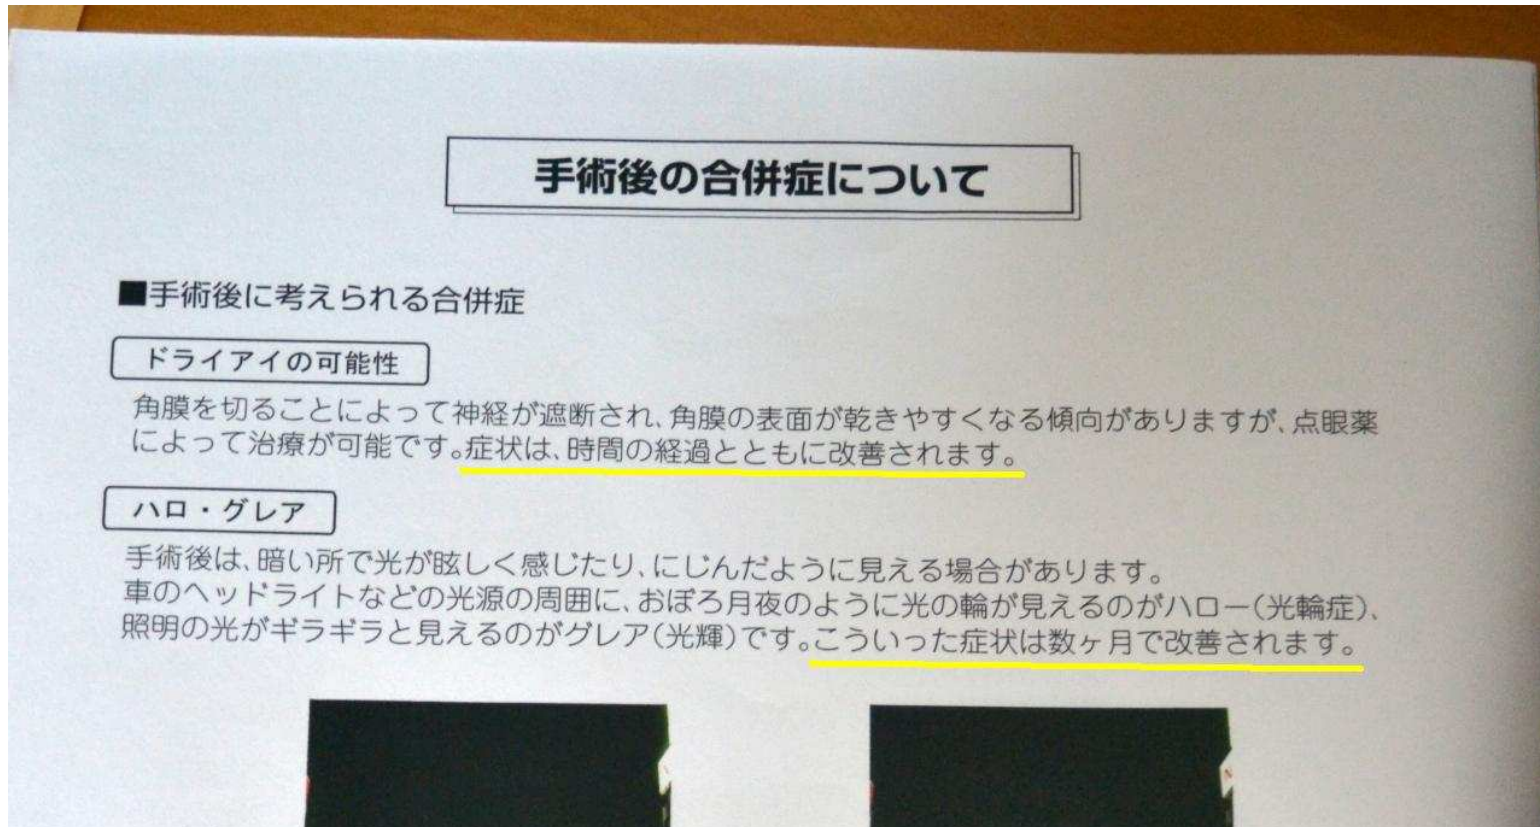 手術後の合併症について
■手術後に考えられる合併症
ドライアイの可能性
角膜を切ることによって神経が遮断され、角膜の表面が乾きやすくなる傾向がありますが、点眼薬
によって治療が可能です。症状は、時間の経過とともに改善されます。
ハロ・グレア
手術後は、暗い所で光が眩しく感じたり、にじんだように見える場合があります。
車のヘッドライトなどの光源の周囲に、おぼろ月夜のように光の輪が見えるのがハロー(光輪症)、
照明の光がギラギラと見えるのがグレア(光輝)です。こういった症状は数ヶ月で改善されます。